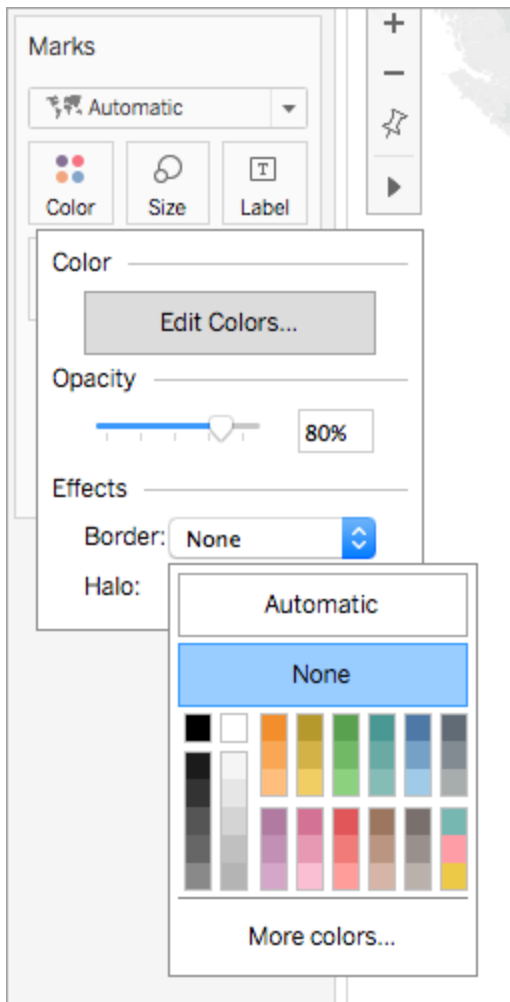 Marks
Automatic
Color Size Label
Color
Edit Colors...
Opacity
80%
Effects
Border: None
Halo:
Automatic
None
More colors...